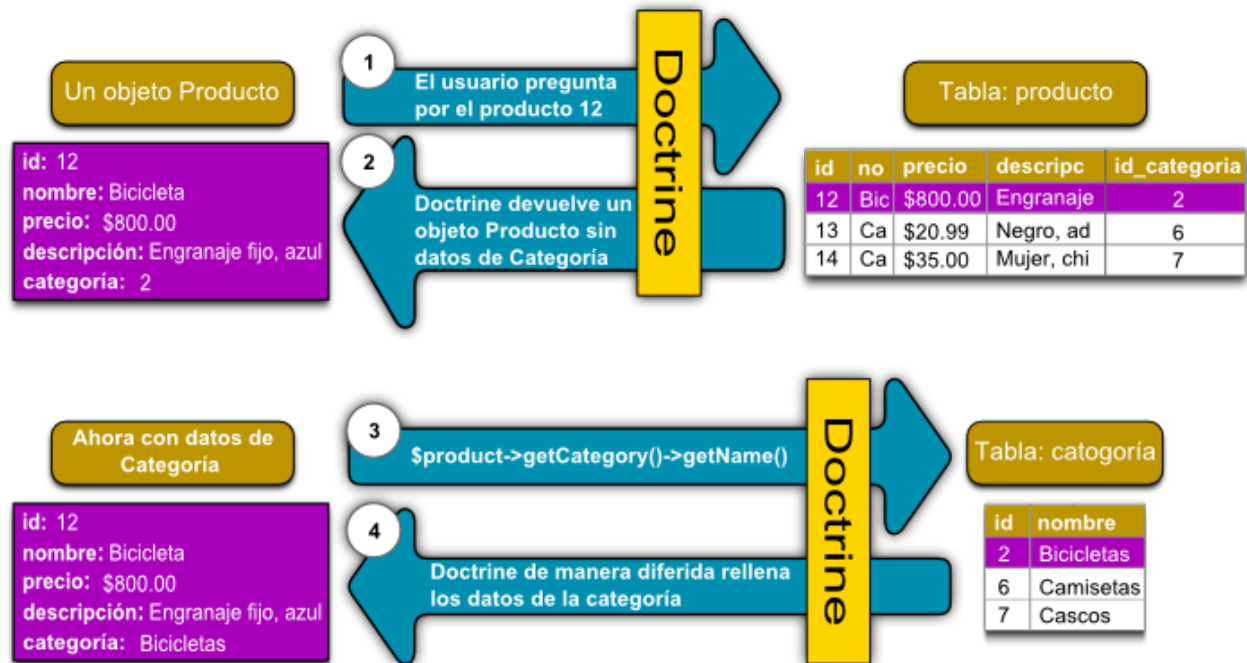 Un objeto Producto
1
El usuario pregunta
por el producto 12
Doctrine
Tabla: producto
id: 12
nombre: Bicicleta
precio: $800.00
descripción: Engranaje fijo, azul
categoría: 2
2
Doctrine devuelve un
objeto Producto sin
datos de Categoría
id no precio descripc id_categoria
12 Bic $800.00 Engranaje 2
13 Ca $20.99 Negro, ad 6
14 Ca $35.00 Mujer, chi 7
Ahora con datos de
Categoría
3
$product->getCategory()->getName()
Doctrine
Tabla: catogoría
id: 12
nombre: Bicicleta
precio: $800.00
descripción: Engranaje fijo, azul
categoría: Bicicletas
4
Doctrine de manera diferida rellena
los datos de la categoría
id nombre
2 Bicicletas
6 Camisetas
7 Cascos